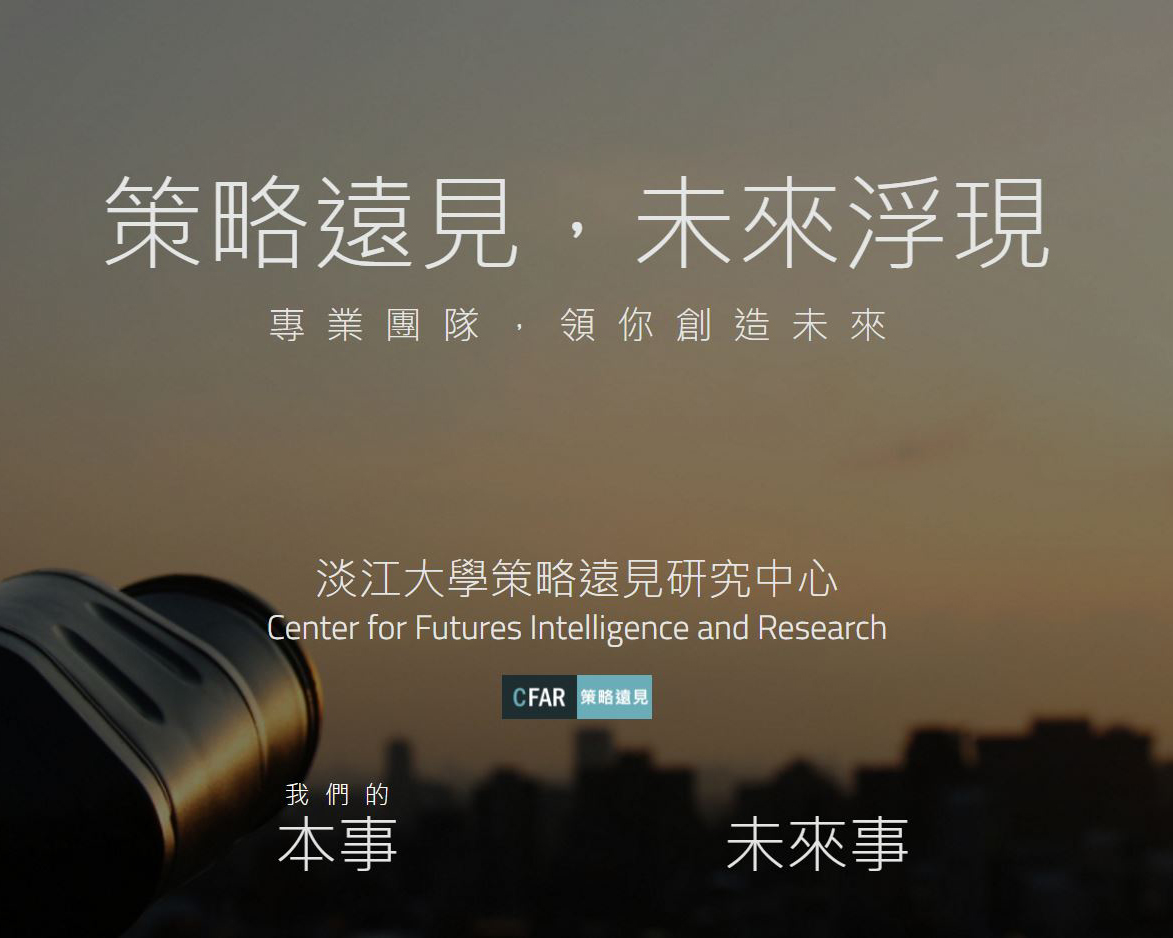 策略遠見，未來浮現
專業團隊，領你創造未來
淡江大學策略遠見研究中心
Center for Futures Intelligence and Research
CFAR 策略遠見
我們的
本事
未來事